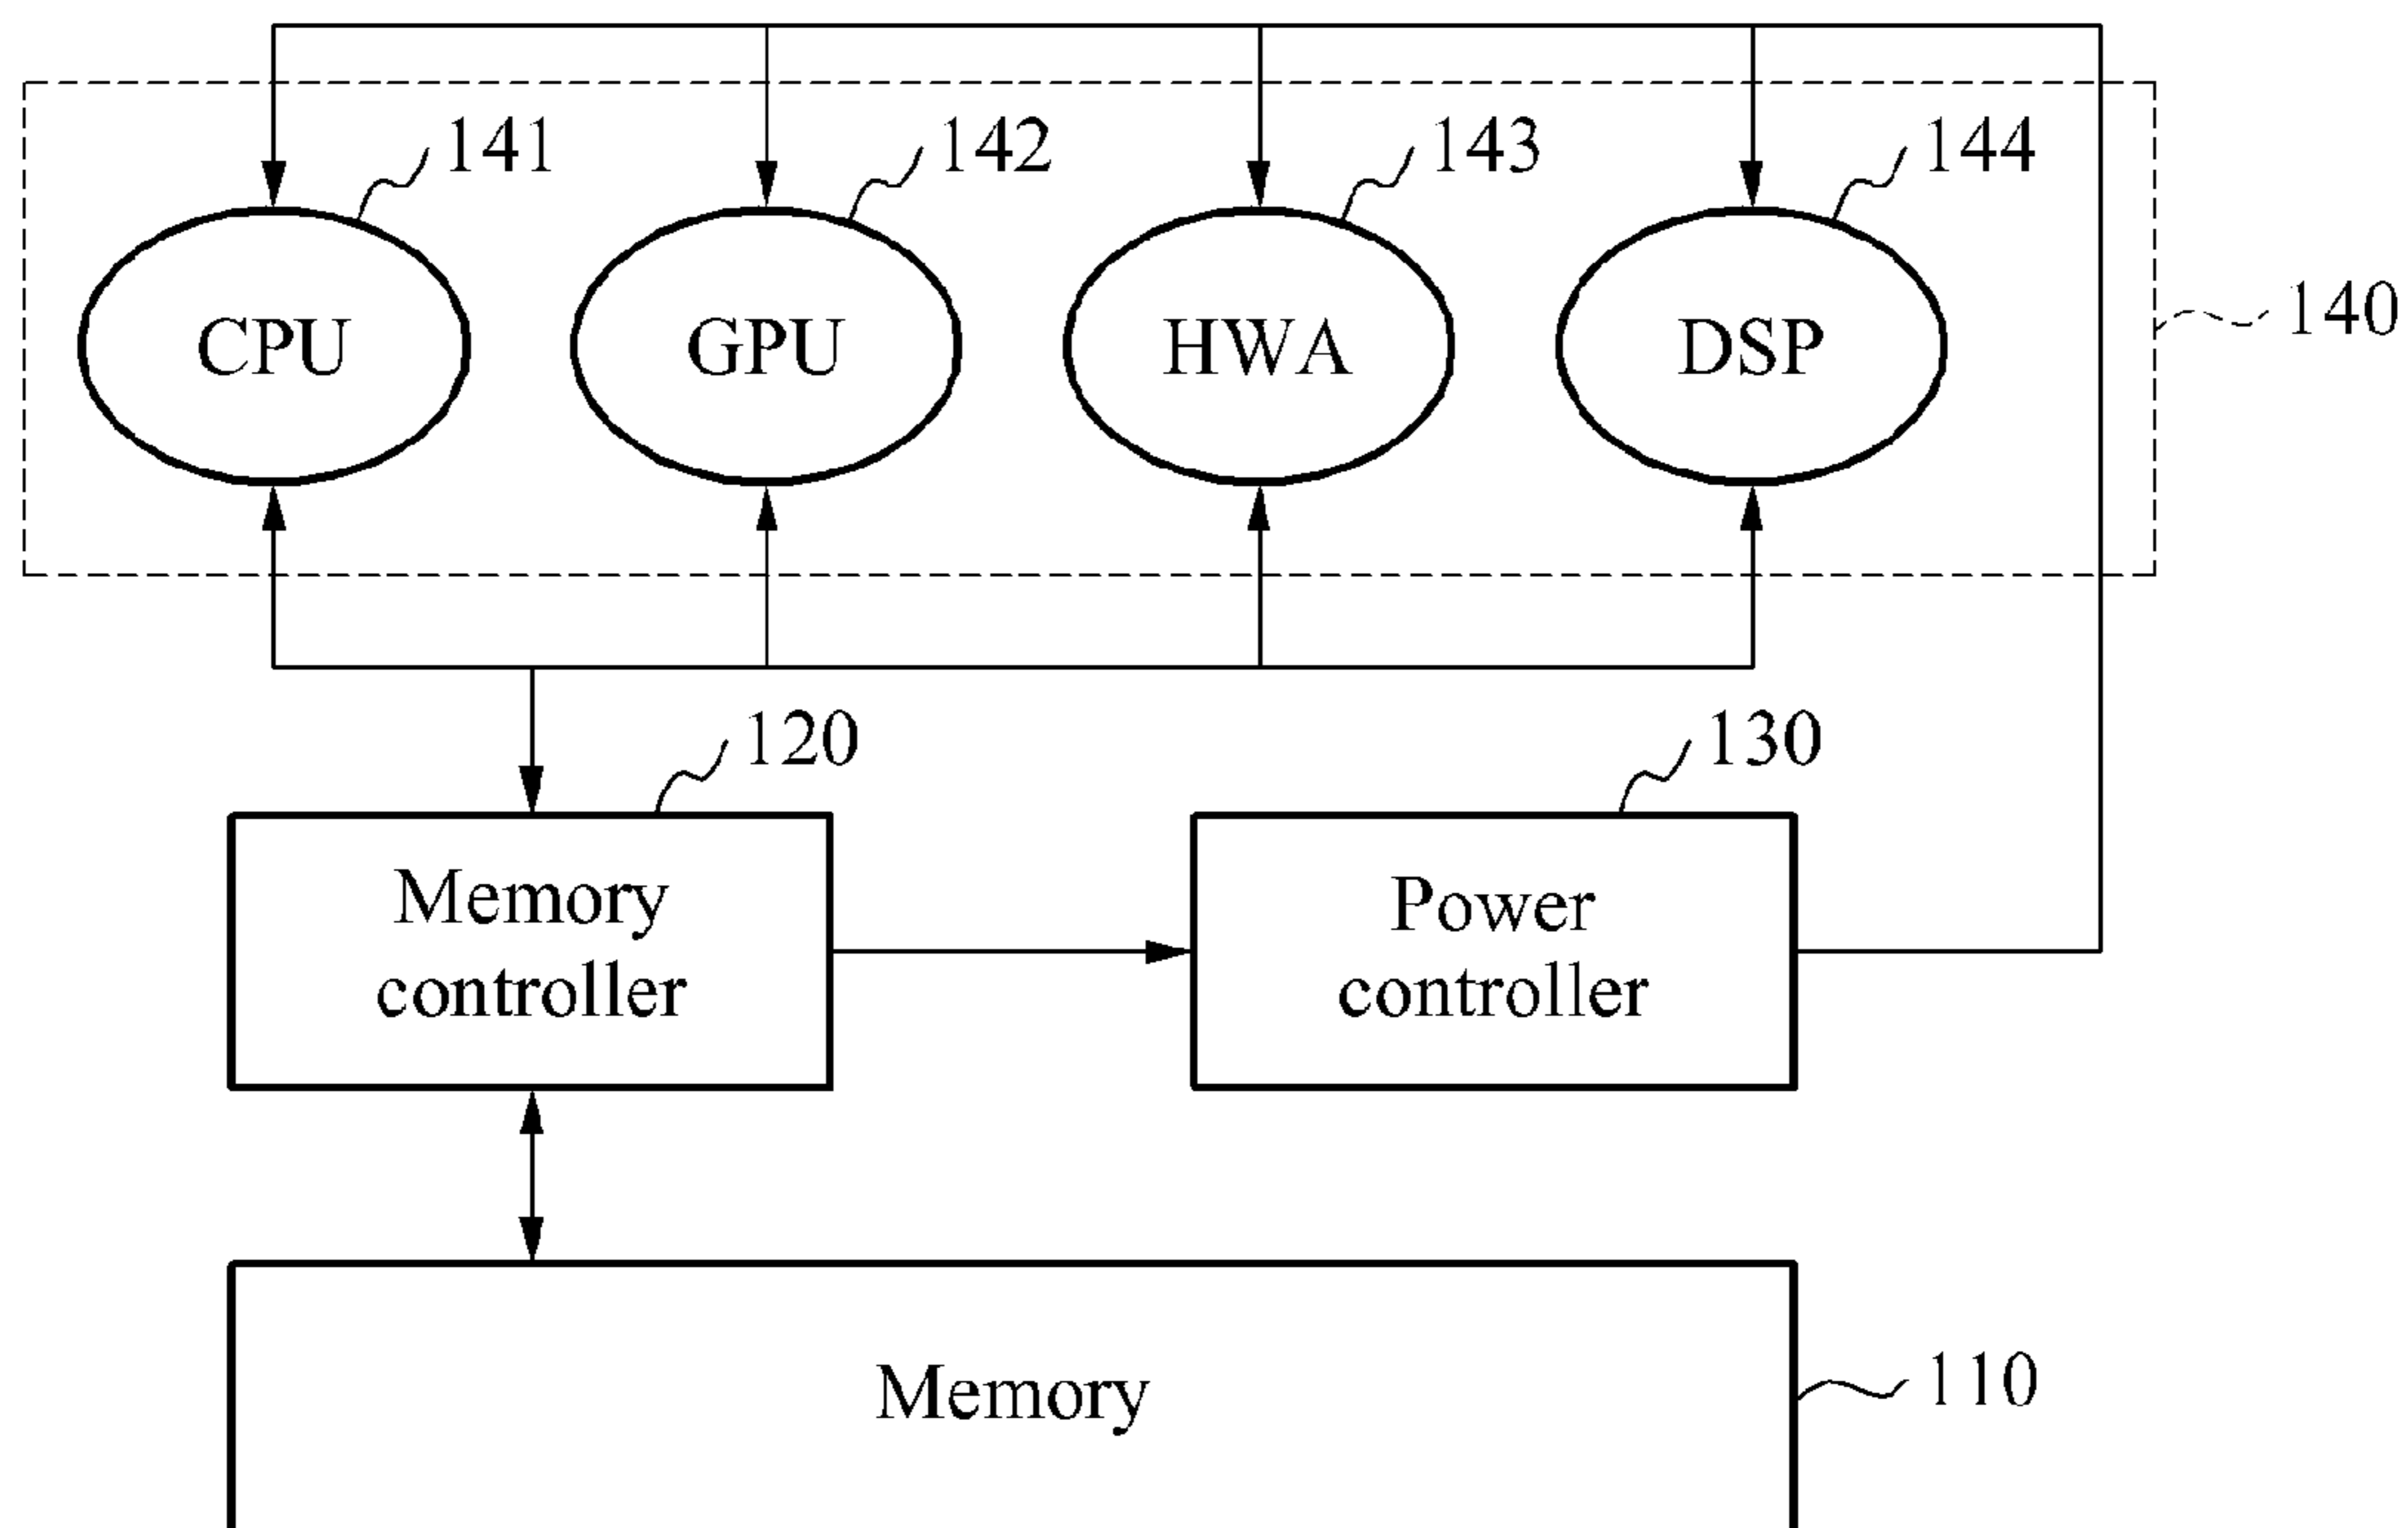 141
142
143
144
CPU
GPU
HWA
DSP
140
120
130
Memory
controller
Power
controller
Memory
110